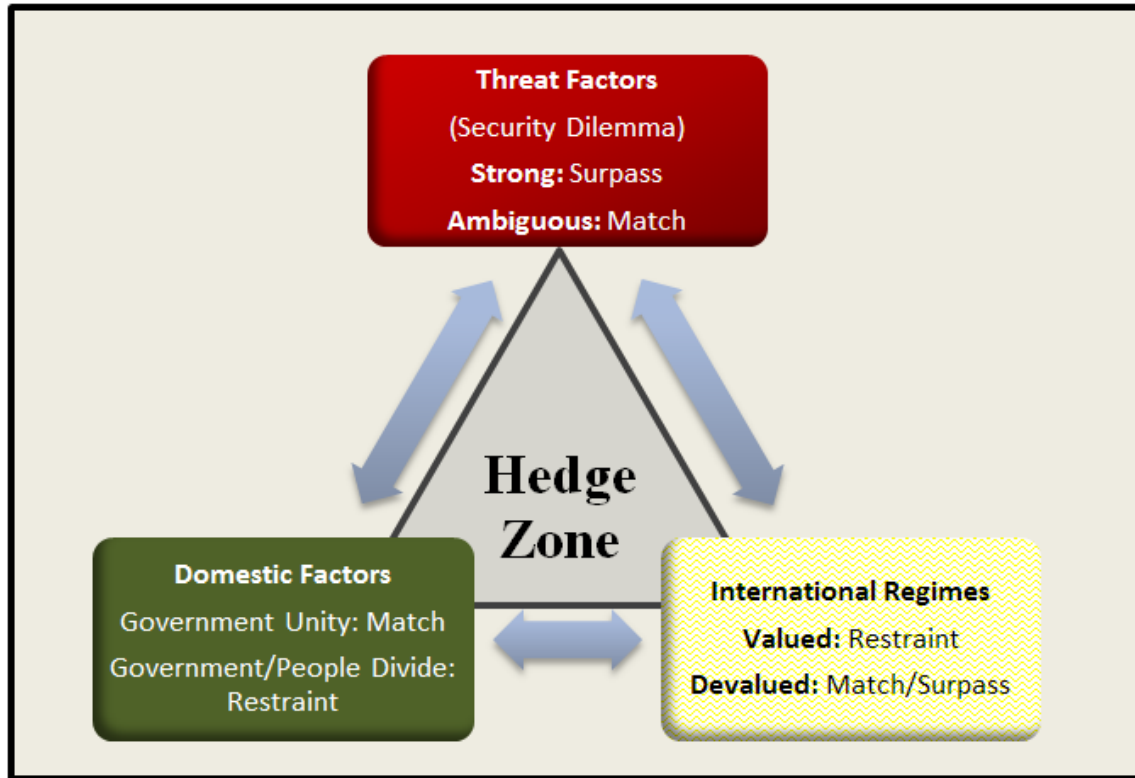 Threat Factors
(Security Dilemma)
Strong: Surpass
Ambiguous: Match
Hedge
Zone
Domestic Factors
Government Unity: Match
Government/People Divide:
Restraint
International Regimes
Valued: Restraint
Devalued: Match/Surpass